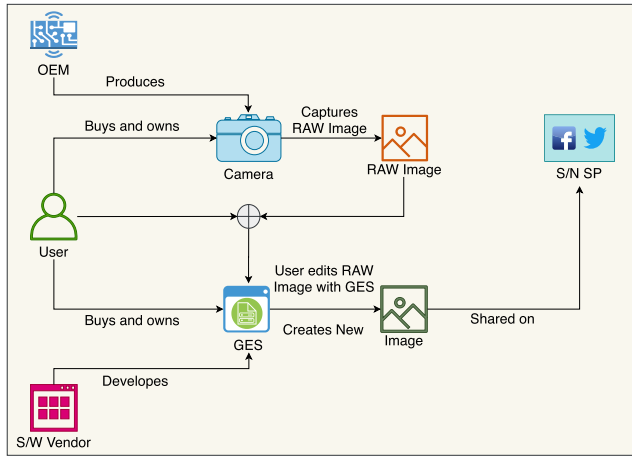 OEM
Produces
Buys and owns
Captures
RAW Image
Camera
RAW Image
f
S/N SP
User
User edits RAW
Image with GES
Buys and owns
GES
Creates New
Image
Shared on
Developes
S/W Vendor